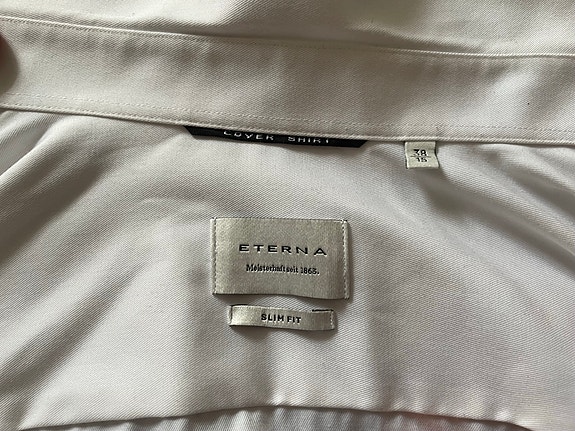 COVER SHIRT
38
15
ETERNA
Meisterhaft seit 1863.
SLIM FIT